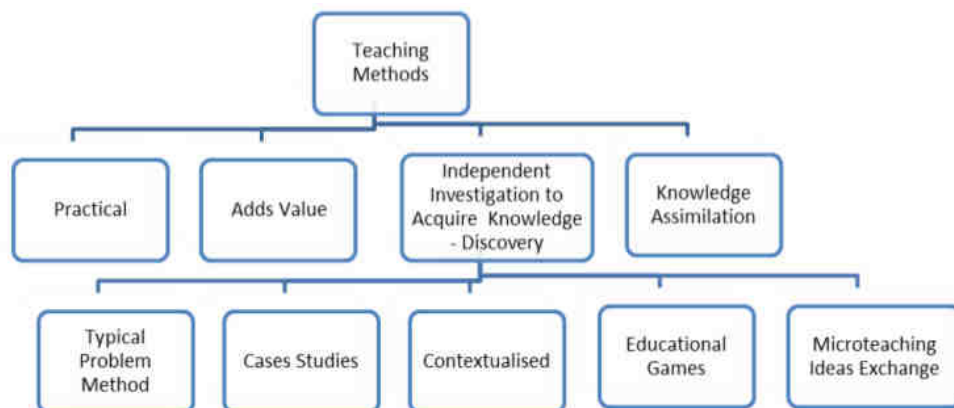 Teaching
Methods
Practical
Adds Value
Independent
Investigation to
Acquire Knowledge
- Discovery
Knowledge
Assimilation
Typical
Problem
Method
Cases Studies
Contextualised
Educational
Games
Microteaching
Ideas Exchange